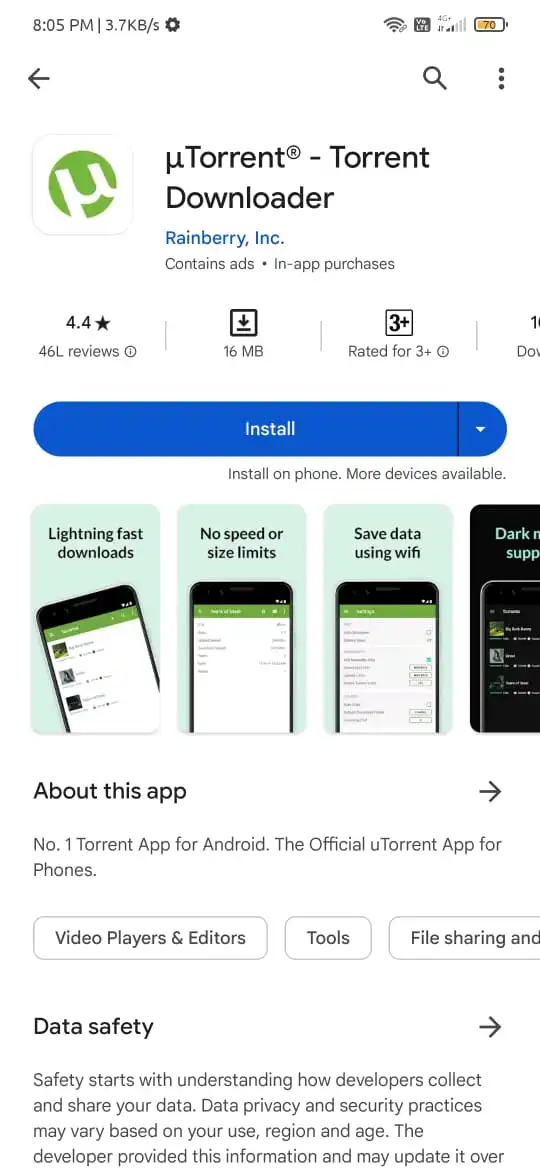 8:05 PM | 3.7KB/s
Vo LTE 4G+ 70
µTorrent® - Torrent
Downloader
Rainberry, Inc.
Contains ads • In-app purchases
4.4★
46L reviews
16 MB
3+
Rated for 3+
Install
Install on phone. More devices available.
Lightning fast
downloads
No speed or
size limits
Save data
using wifi
Dark
About this app
No. 1 Torrent App for Android. The Official uTorrent App for
Phones.
Video Players & Editors
Tools
File sharing and
Data safety
Safety starts with understanding how developers collect
and share your data. Data privacy and security practices
may vary based on your use, region and age. The
developer provided this information and may update it over